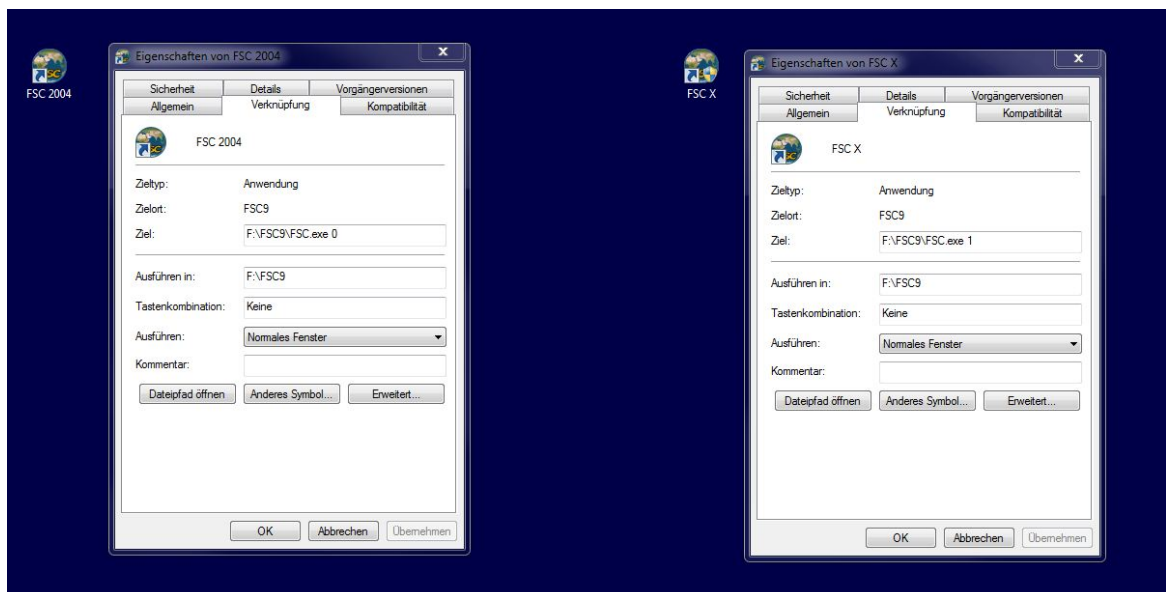 FSC 2004
Eigenschaften von FSC 2004
x
Sicherheit Details Vorgängerversionen
Allgemein Verknüpfung Kompatibilität
FSC 2004
Zieltyp: Anwendung
Zielort: FSC9
Ziel: F:\FSC9\FSC.exe 0
Ausführen in: F:\FSC9
Tastenkombination: Keine
Ausführen: Normales Fenster
Kommentar:
Dateipfad öffnen Anderes Symbol... Erweitert...
OK Abbrechen Übernehmen
FSC X
Eigenschaften von FSC X
x
Sicherheit Details Vorgängerversionen
Allgemein Verknüpfung Kompatibilität
FSC X
Zieltyp: Anwendung
Zielort: FSC9
Ziel: F:\FSC9\FSC.exe 1
Ausführen in: F:\FSC9
Tastenkombination: Keine
Ausführen: Normales Fenster
Kommentar:
Dateipfad öffnen Anderes Symbol... Erweitert...
OK Abbrechen Übernehmen